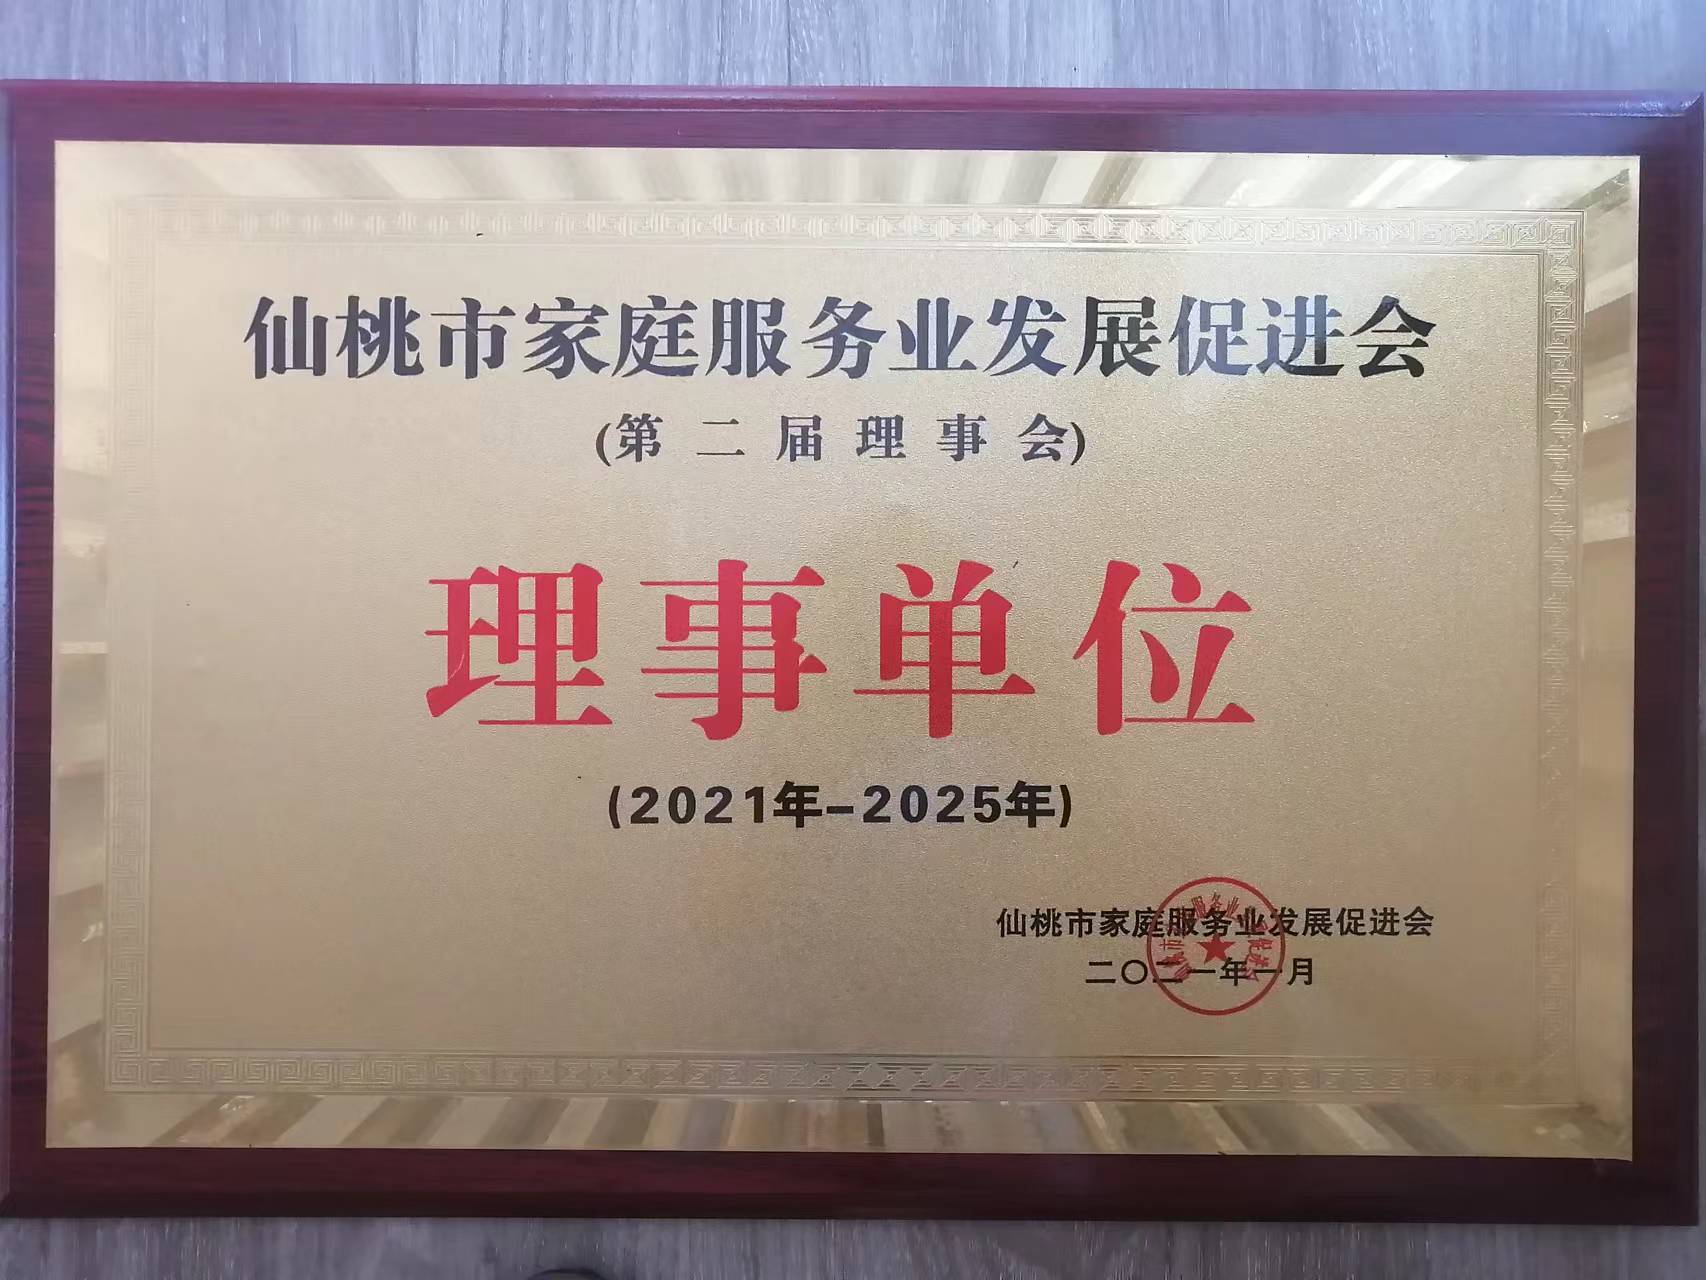 仙桃市家庭服务业发展促进会
(第二届理事会)
理事单位
(2021年-2025年)
仙桃市家庭服务业发展促进会
二〇二一年一月